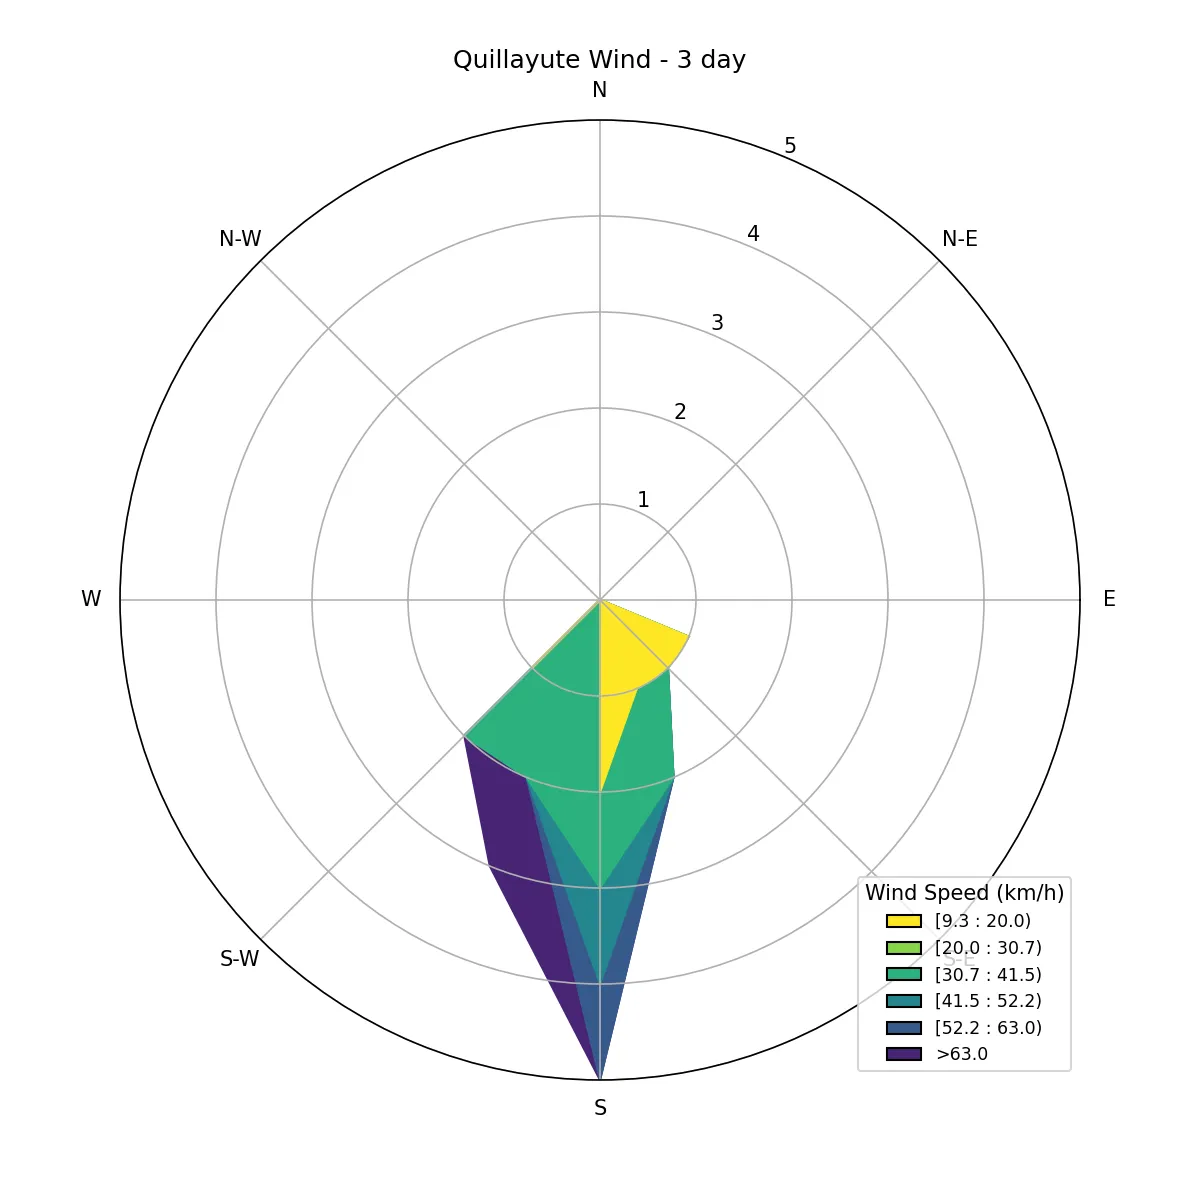 Quillayute Wind - 3 day
N
5
N-W
4
N-E
3
2
1
W
E
Wind Speed (km/h)
[9.3 : 20.0)
[20.0 : 30.7)
S-W
S-E
[30.7 : 41.5)
[41.5 : 52.2)
[52.2 : 63.0)
>63.0
S